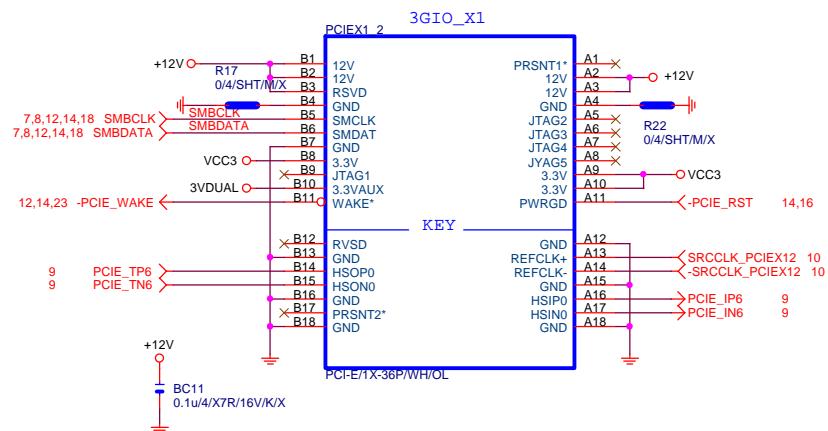 3GIO_X1
PCIEX1_2
+12V B1 12V PRSNT1* A1
R17 B2 12V 12V A2 +12V
0/4/SHT/M/X B3 RSVD 12V A3
B4 GND GND A4
7,8,12,14,18 SMBCLK SMBCLK B5 SMCLK JTAG2 A5 R22
7,8,12,14,18 SMBDATA SMBDATA B6 SMDAT JTAG3 A6 0/4/SHT/M/X
B7 GND JTAG4 A7
VCC3 B8 3.3V JYAG5 A8
B9 JTAG1 3.3V A9 VCC3
3VDUAL B10 3.3VAUX 3.3V A10
12,14,23 -PCIE_WAKE B11 WAKE* PWRGD A11 -PCIE_RST 14,16
KEY
B12 RVSD GND A12
B13 GND REFCLK+ A13 SRCCLK_PCIEX12 10
9 PCIE_TP6 B14 HSOP0 REFCLK- A14 -SRCCLK_PCIEX12 10
9 PCIE_TN6 B15 HSON0 GND A15
B16 GND HSIP0 A16 PCIE_IP6 9
B17 PRSNT2* HSIN0 A17 PCIE_IN6 9
B18 GND GND A18
+12V
PCI-E/1X-36P/WH/OL
BC11
0.1u/4/X7R/16V/K/X